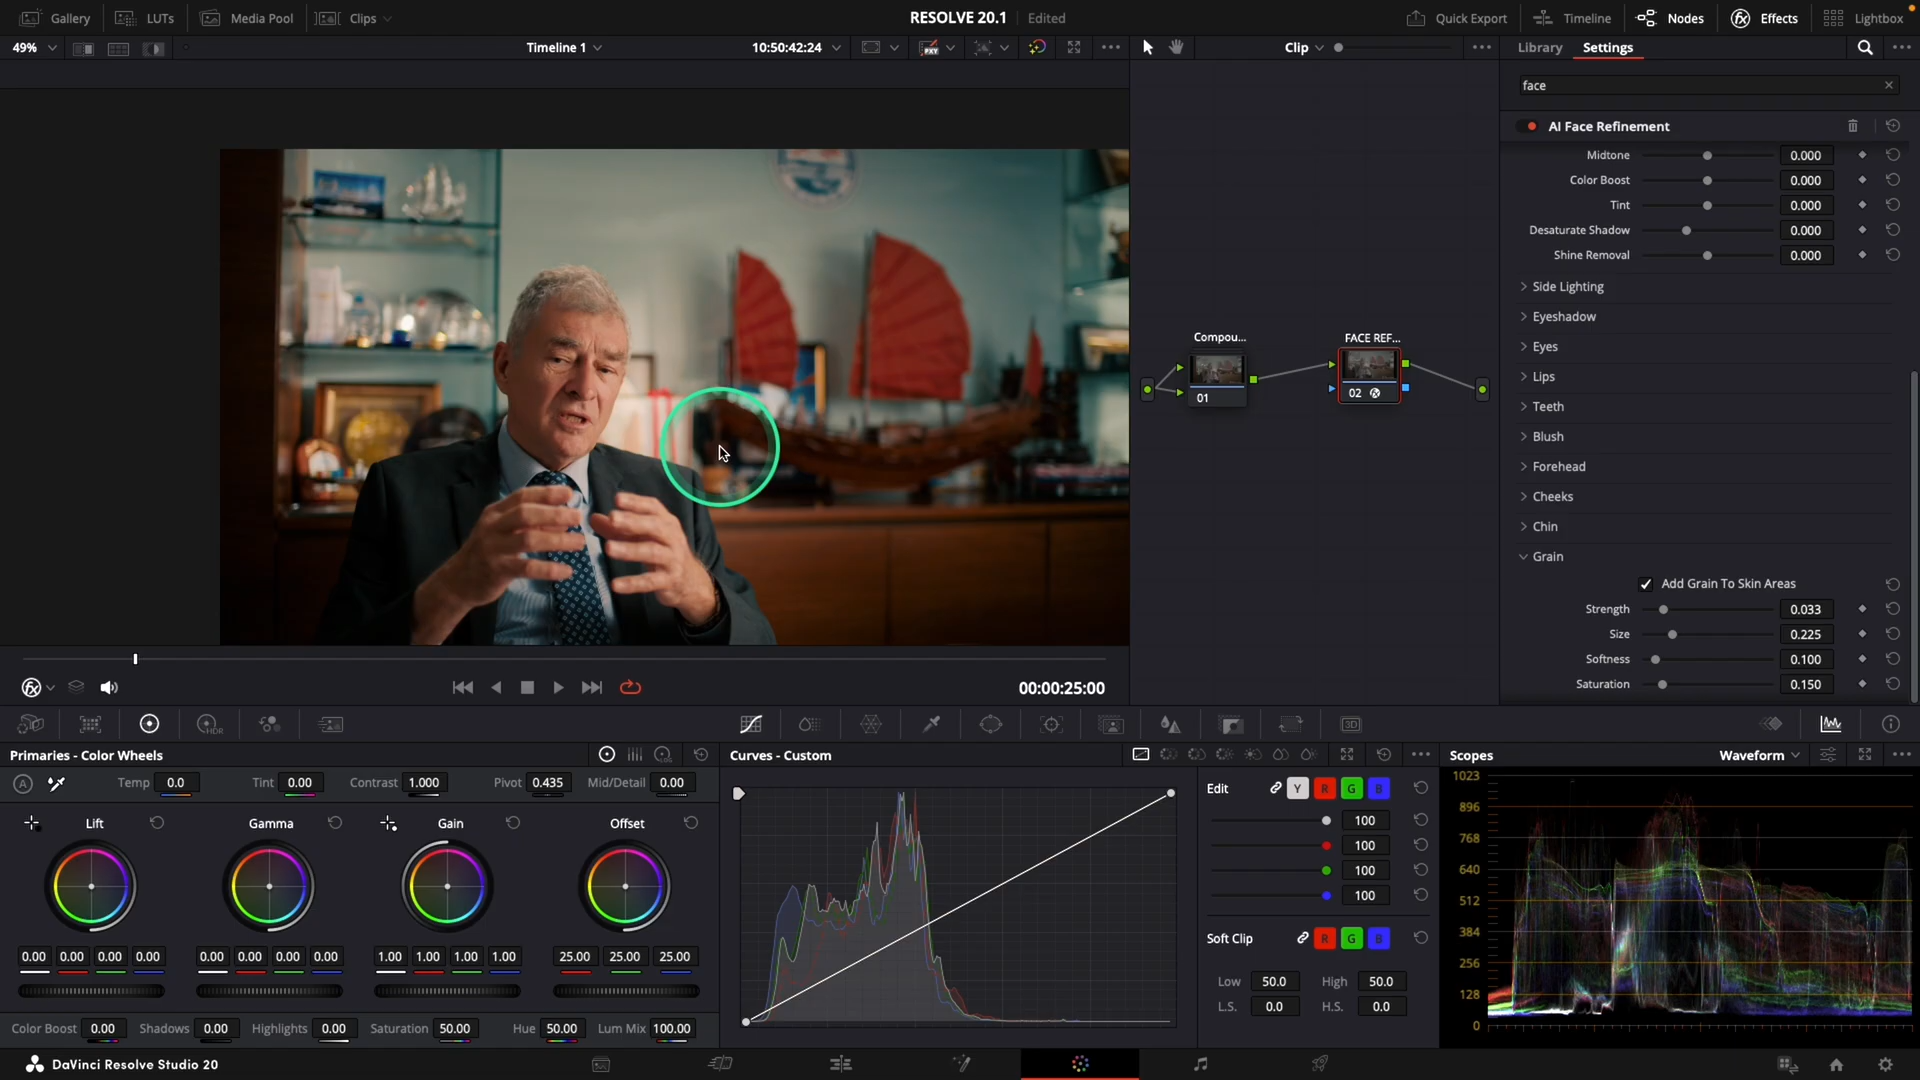 Gallery LUTs Media Pool Clips RESOLVE 20.1 Edited Quick Export Timeline Nodes Effects Lightbox
49% Timeline 1 10:50:42:24 Clip Library Settings
face
AI Face Refinement
Midtone 0.000
Color Boost 0.000
Tint 0.000
Desaturate Shadow 0.000
Shine Removal 0.000
Side Lighting
Eyeshadow
Eyes
Lips
Teeth
Blush
Forehead
Cheeks
Chin
Grain
Add Grain To Skin Areas
Strength 0.033
Size 0.225
Softness 0.100
Saturation 0.150
Compou... FACE REF...
01 02
00:00:25:00
Primaries - Color Wheels
Temp 0.0 Tint 0.00 Contrast 1.000 Pivot 0.435 Mid/Detail 0.00
Lift Gamma Gain Offset
0.00 0.00 0.00 0.00 0.00 0.00 0.00 0.00 1.00 1.00 1.00 1.00 25.00 25.00 25.00
Color Boost 0.00 Shadows 0.00 Highlights 0.00 Saturation 50.00 Hue 50.00 Lum Mix 100.00
Curves - Custom
Edit Y R G B
100
100
100
100
Soft Clip R G B
Low 50.0 High 50.0
L.S. 0.0 H.S. 0.0
Scopes Waveform
1023
896
768
640
512
384
256
128
0
DaVinci Resolve Studio 20